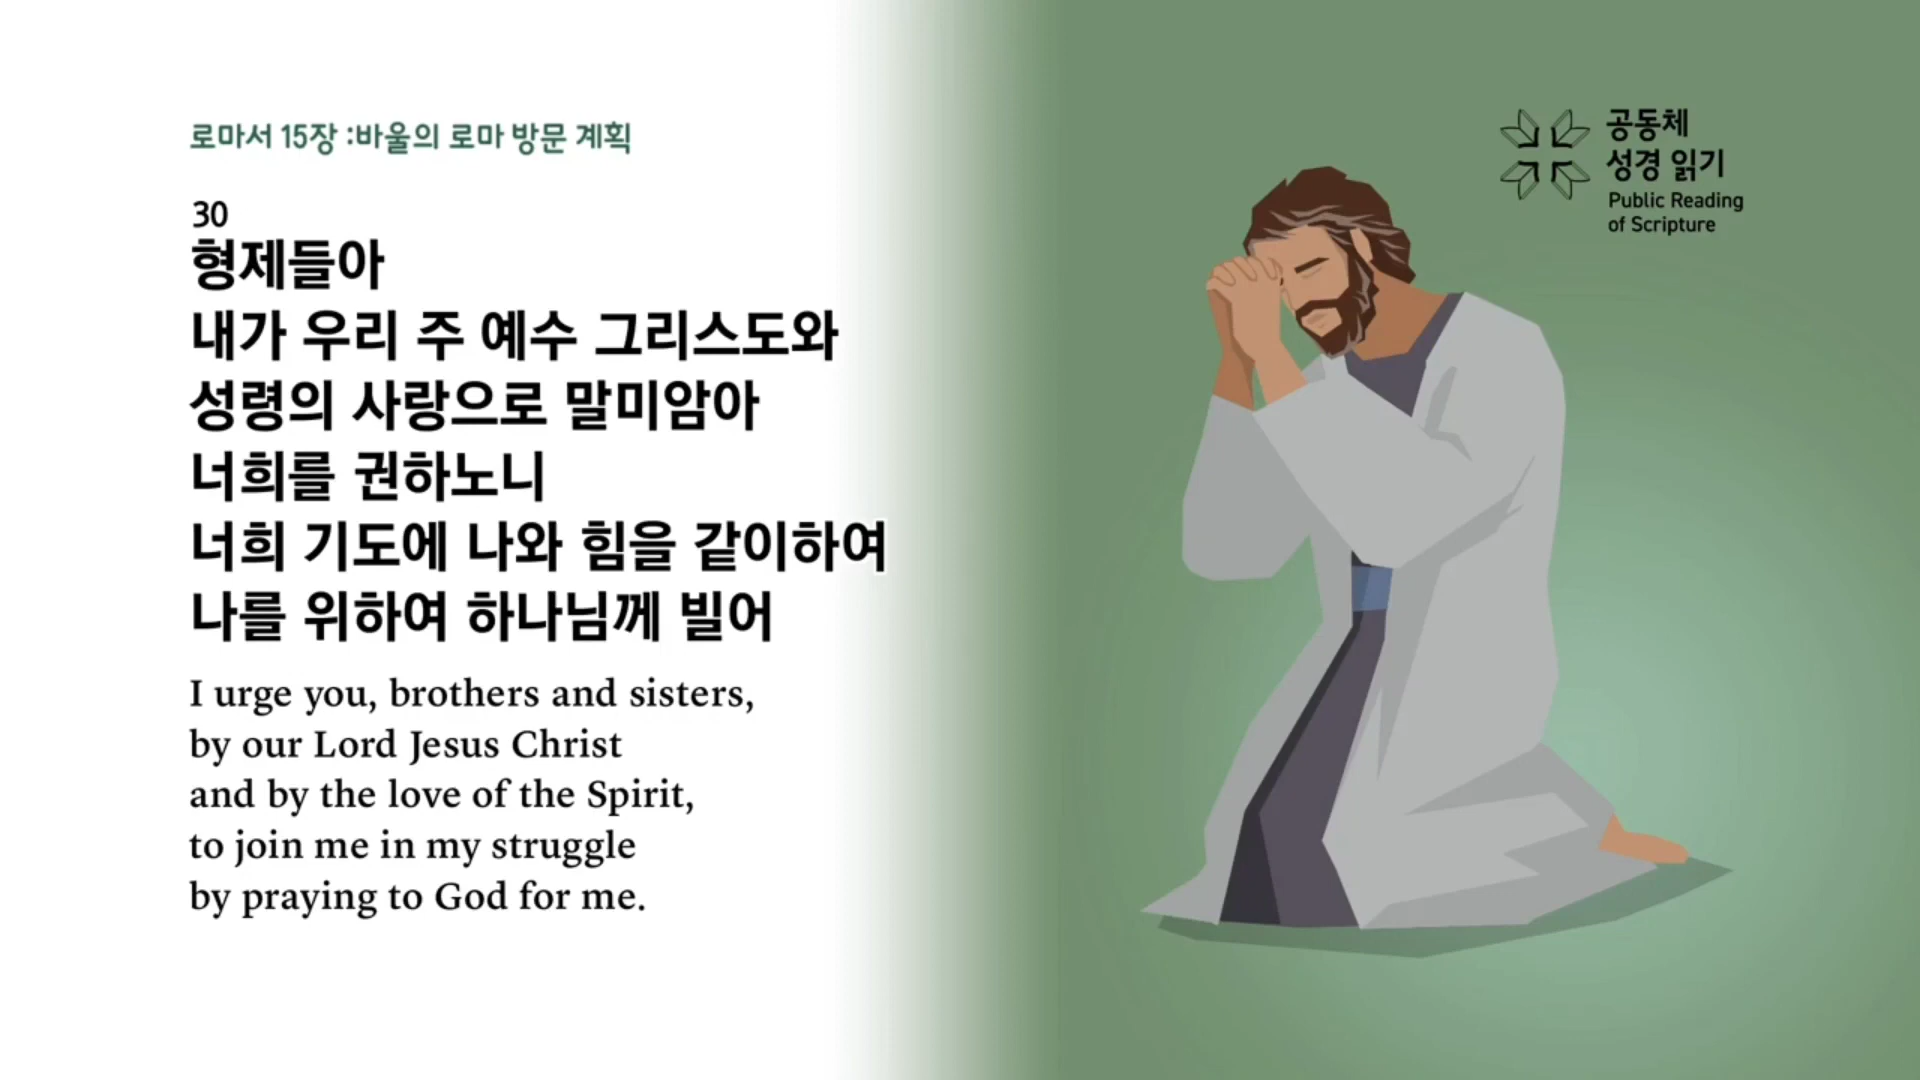 로마서 15장 :바울의 로마 방문 계획
30
형제들아
내가 우리 주 예수 그리스도와
성령의 사랑으로 말미암아
너희를 권하노니
너희 기도에 나와 힘을 같이하여
나를 위하여 하나님께 빌어
I urge you, brothers and sisters,
by our Lord Jesus Christ
and by the love of the Spirit,
to join me in my struggle
by praying to God for me.
공동체
성경 읽기
Public Reading
of Scripture